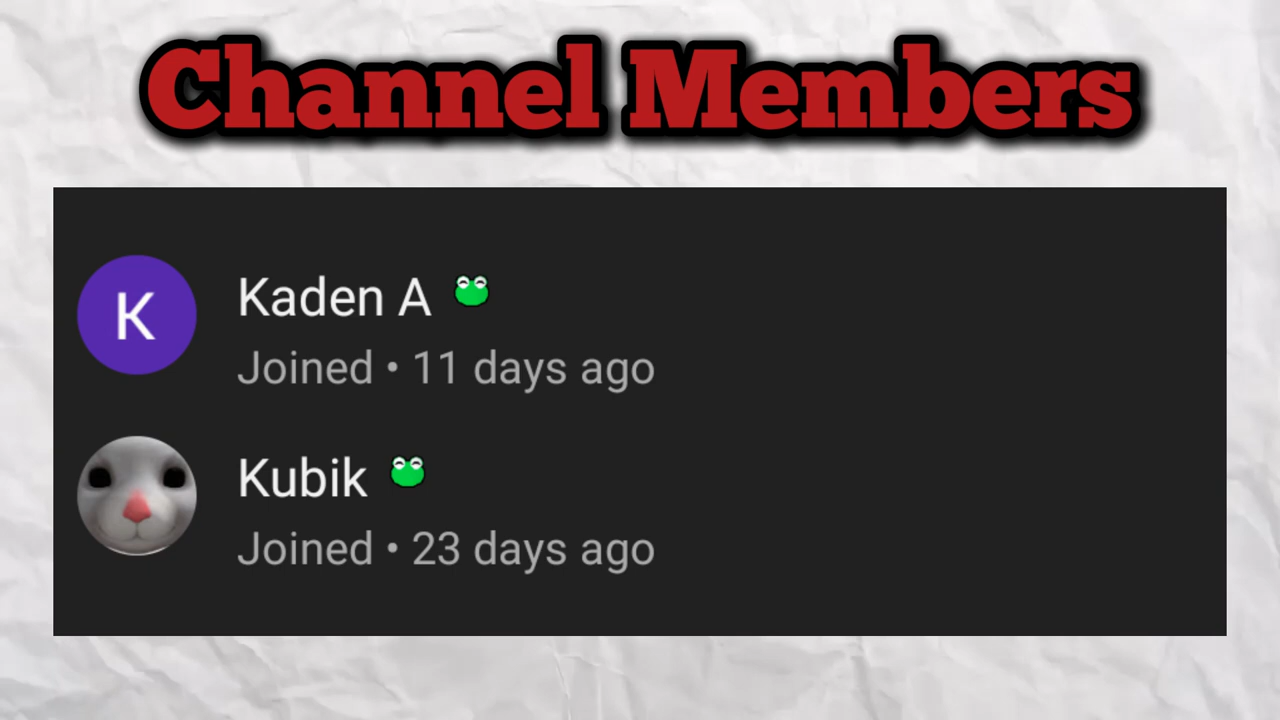 Channel Members
K
Kaden A
Joined • 11 days ago
Kubik
Joined • 23 days ago